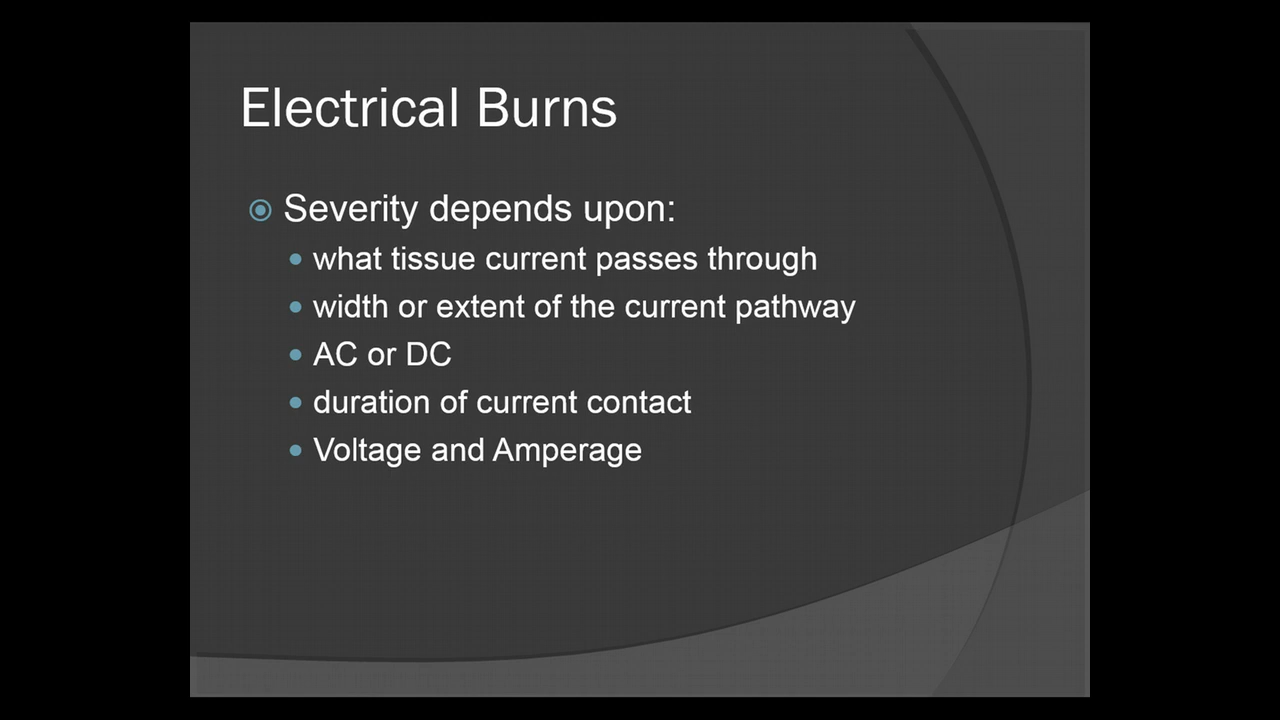 Electrical Burns
Severity depends upon:
what tissue current passes through
width or extent of the current pathway
AC or DC
duration of current contact
Voltage and Amperage